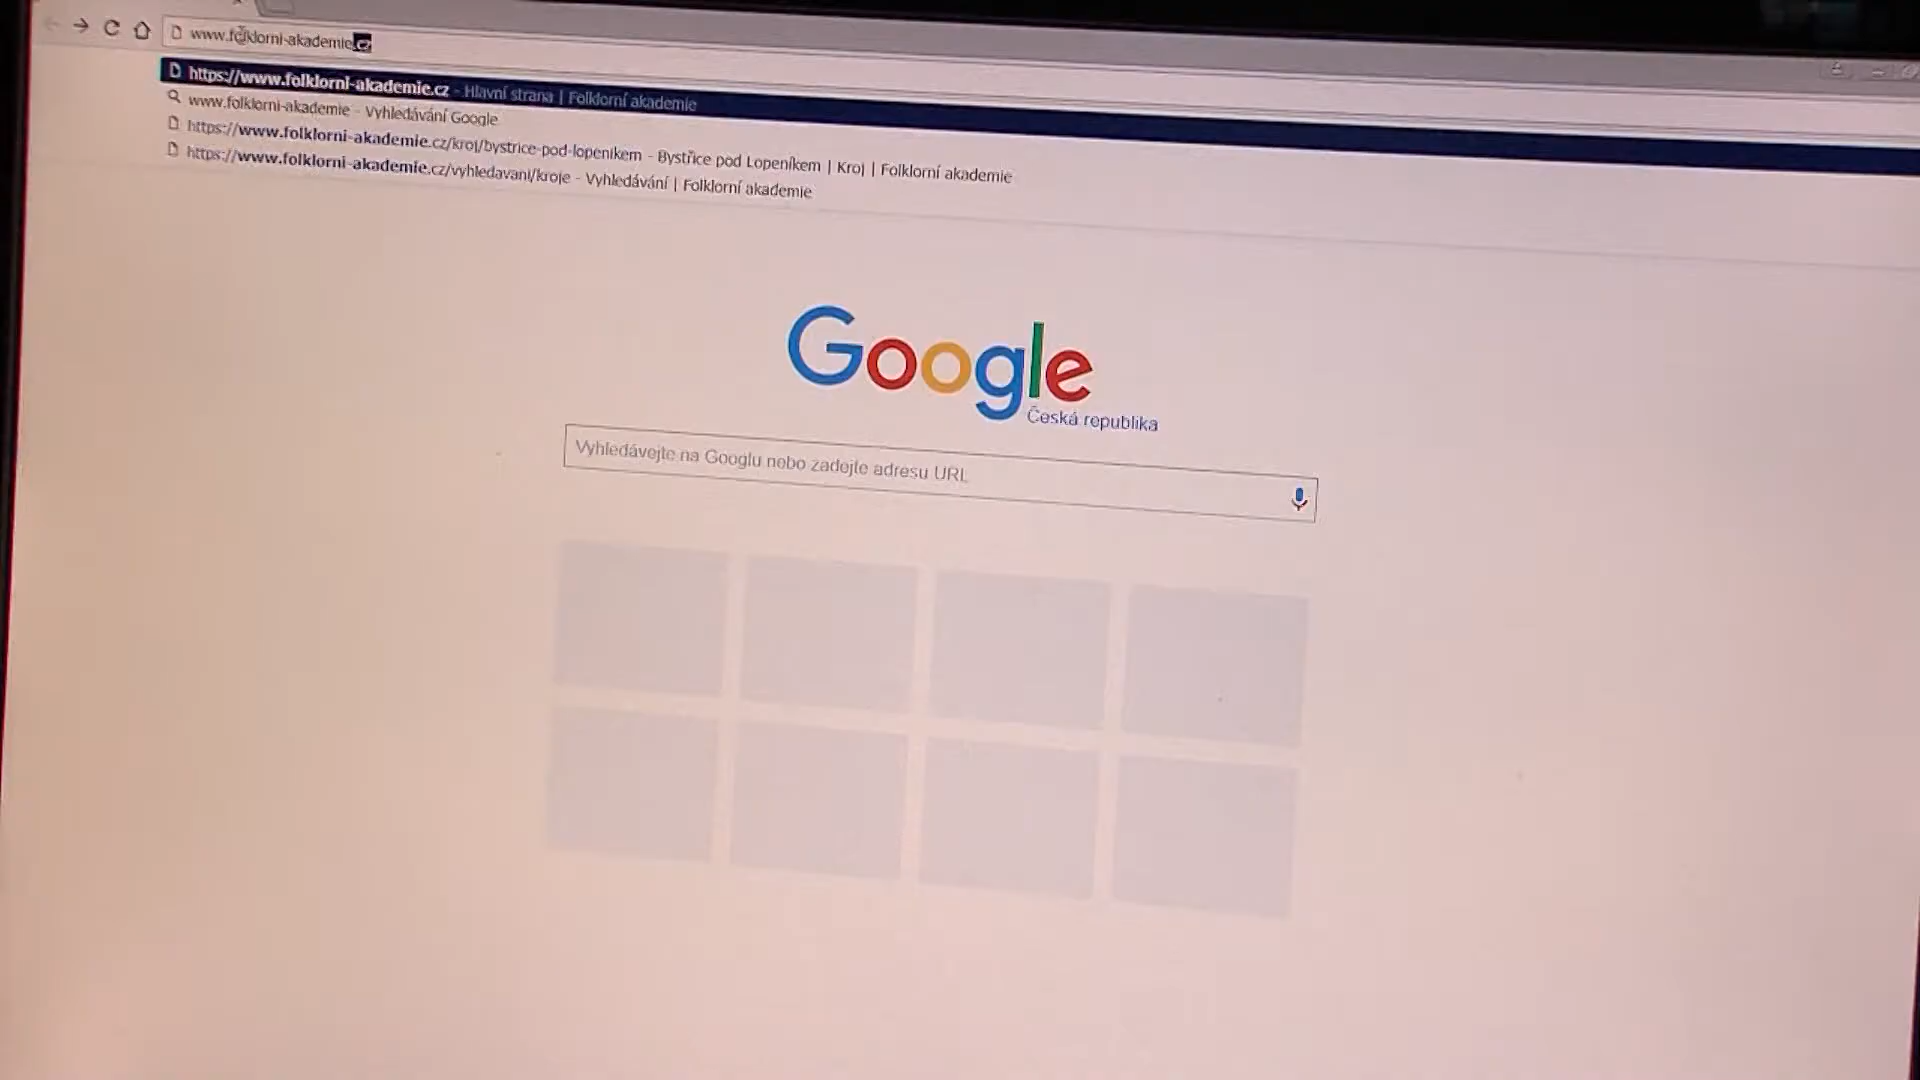 www.folklorni-akademie.cz
https://www.folklorni-akademie.cz - Hlavní strana | Folklorní akademie
www.folklorni-akademie - Vyhledávání Google
https://www.folklorni-akademie.cz/kroj/bystrice-pod-lopenikem - Bystřice pod Lopeníkem | Kroj | Folklorní akademie
https://www.folklorni-akademie.cz/vyhledavani/kroje - Vyhledávání | Folklorní akademie
Google
Česká republika
Vyhledávejte na Googlu nebo zadejte adresu URL